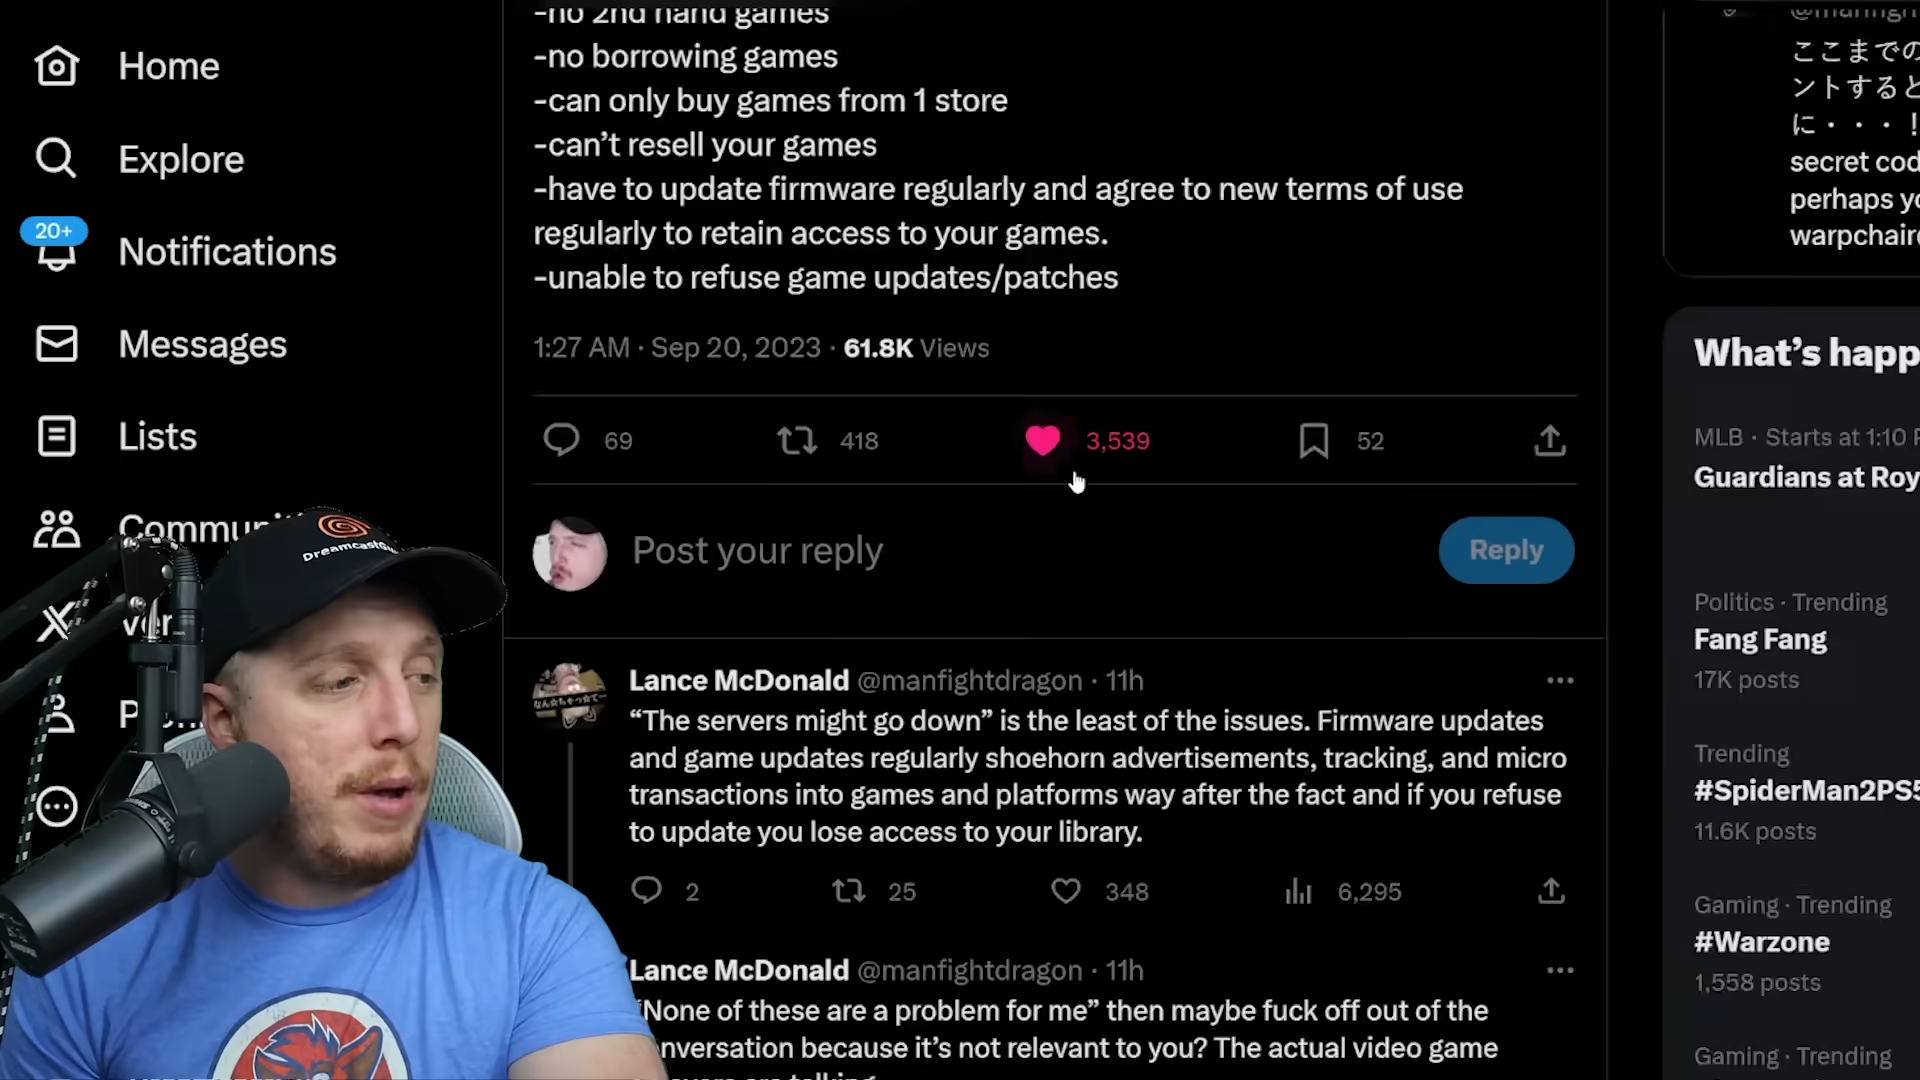 -no 2nd hand games
-no borrowing games
-can only buy games from 1 store
-can't resell your games
-have to update firmware regularly and agree to new terms of use
regularly to retain access to your games.
-unable to refuse game updates/patches
1:27 AM · Sep 20, 2023 · 61.8K Views
69 418 3,539 52
Post your reply
Reply
Lance McDonald @manfightdragon · 11h
“The servers might go down” is the least of the issues. Firmware updates
and game updates regularly shoehorn advertisements, tracking, and micro
transactions into games and platforms way after the fact and if you refuse
to update you lose access to your library.
2 25 348 6,295
Lance McDonald @manfightdragon · 11h
“None of these are a problem for me” then maybe fuck off out of the
conversation because it's not relevant to you? The actual video game
are talking
Home
Explore
20+
Notifications
Messages
Lists
Communi
Ver
P
ここまでの
ントすると
に・・・！
secret cod
perhaps yo
warpchaire
What's happ
MLB · Starts at 1:10 P
Guardians at Roy
Politics · Trending
Fang Fang
17K posts
Trending
#SpiderMan2PS5
11.6K posts
Gaming · Trending
#Warzone
1,558 posts
Gaming · Trending